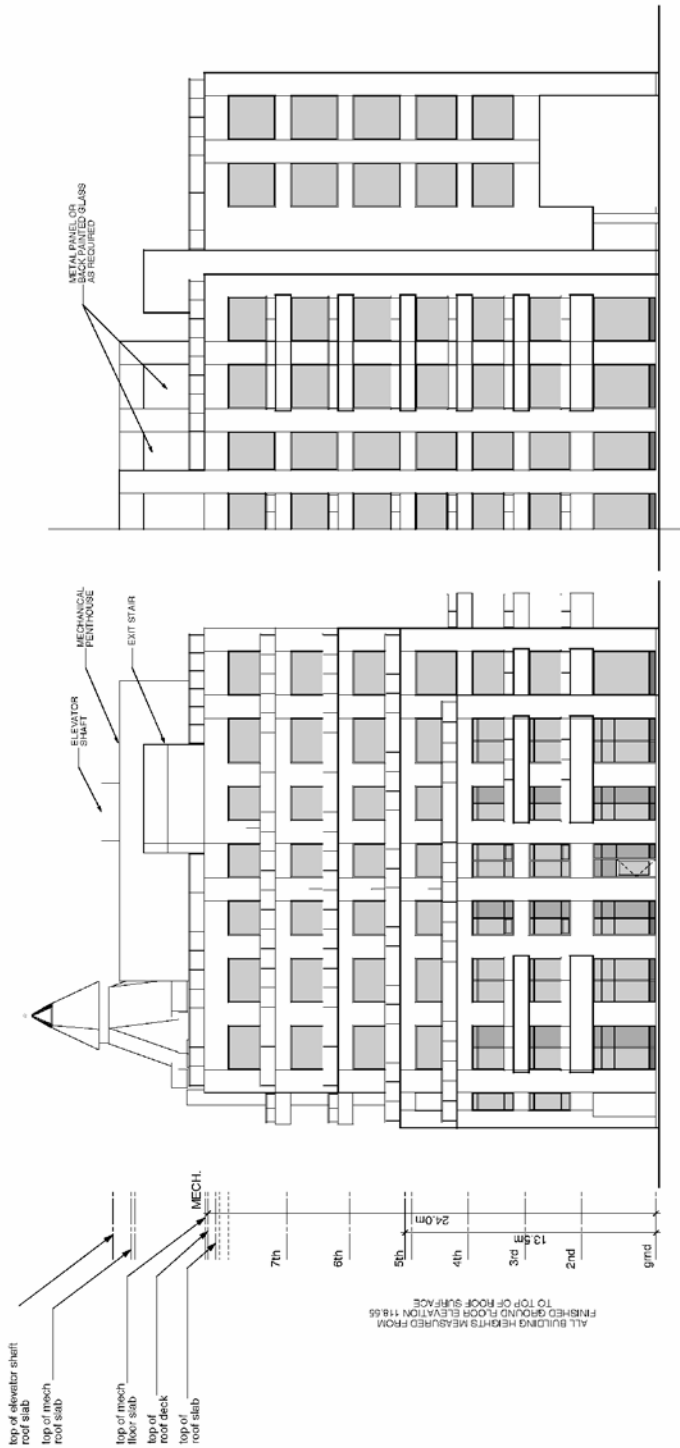 METAL PANEL OR
BACK PAINTED GLASS
AS REQUIRED
MECHANICAL
PENTHOUSE
ELEVATOR
SHAFT
EXIT STAIR
top of elevator shaft
roof slab
top of mech
roof slab
top of mech
floor slab
top of
roof deck
top of
roof slab
MECH.
7th
6th
5th
4th
3rd
2nd
grnd
24.0m
13.5m
ALL BUILDING HEIGHTS MEASURED FROM
FINISHED GROUND FLOOR ELEVATION 118.65
TO TOP OF ROOF SURFACE